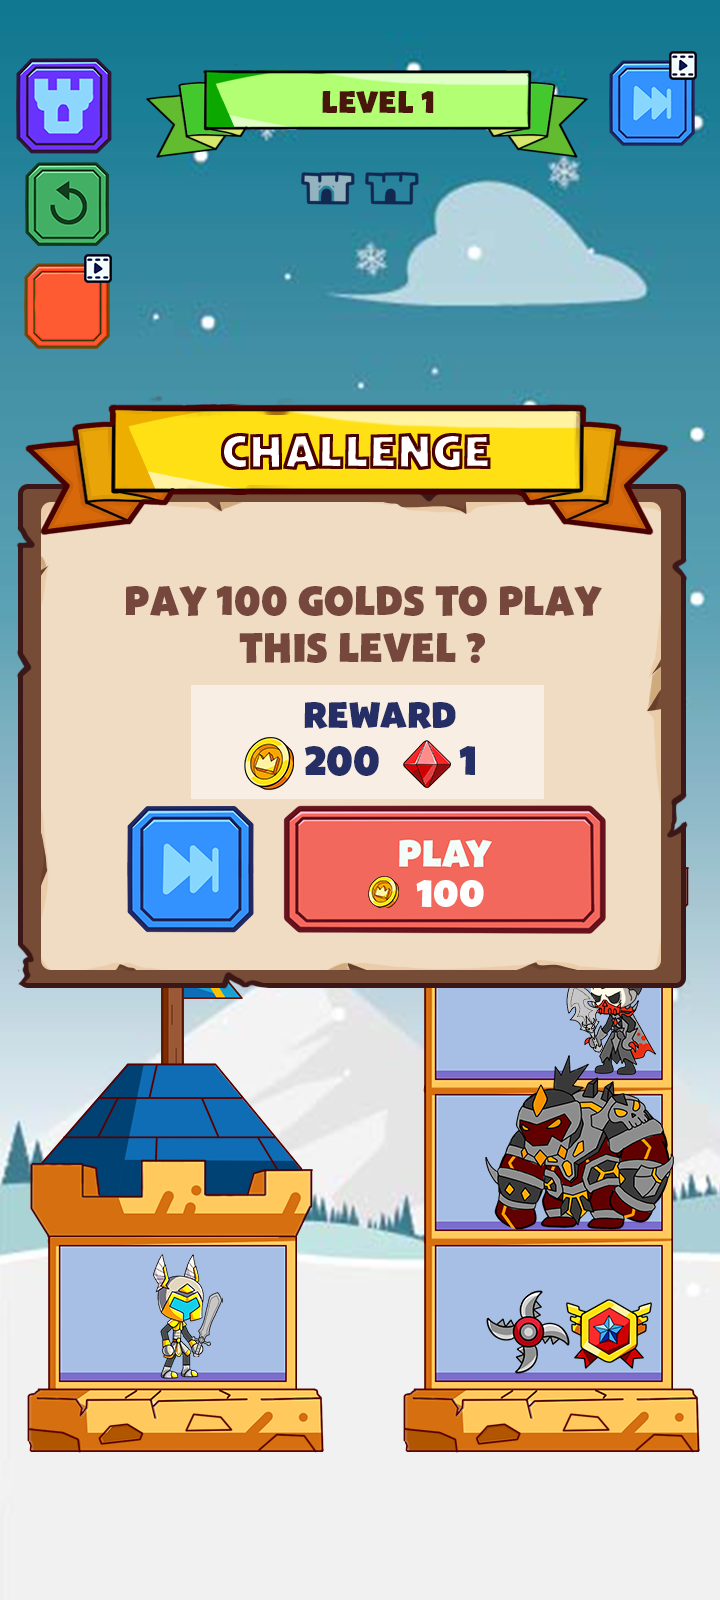 LEVEL 1
CHALLENGE
PAY 100 GOLDS TO PLAY
THIS LEVEL ?
REWARD
200 1
PLAY
100